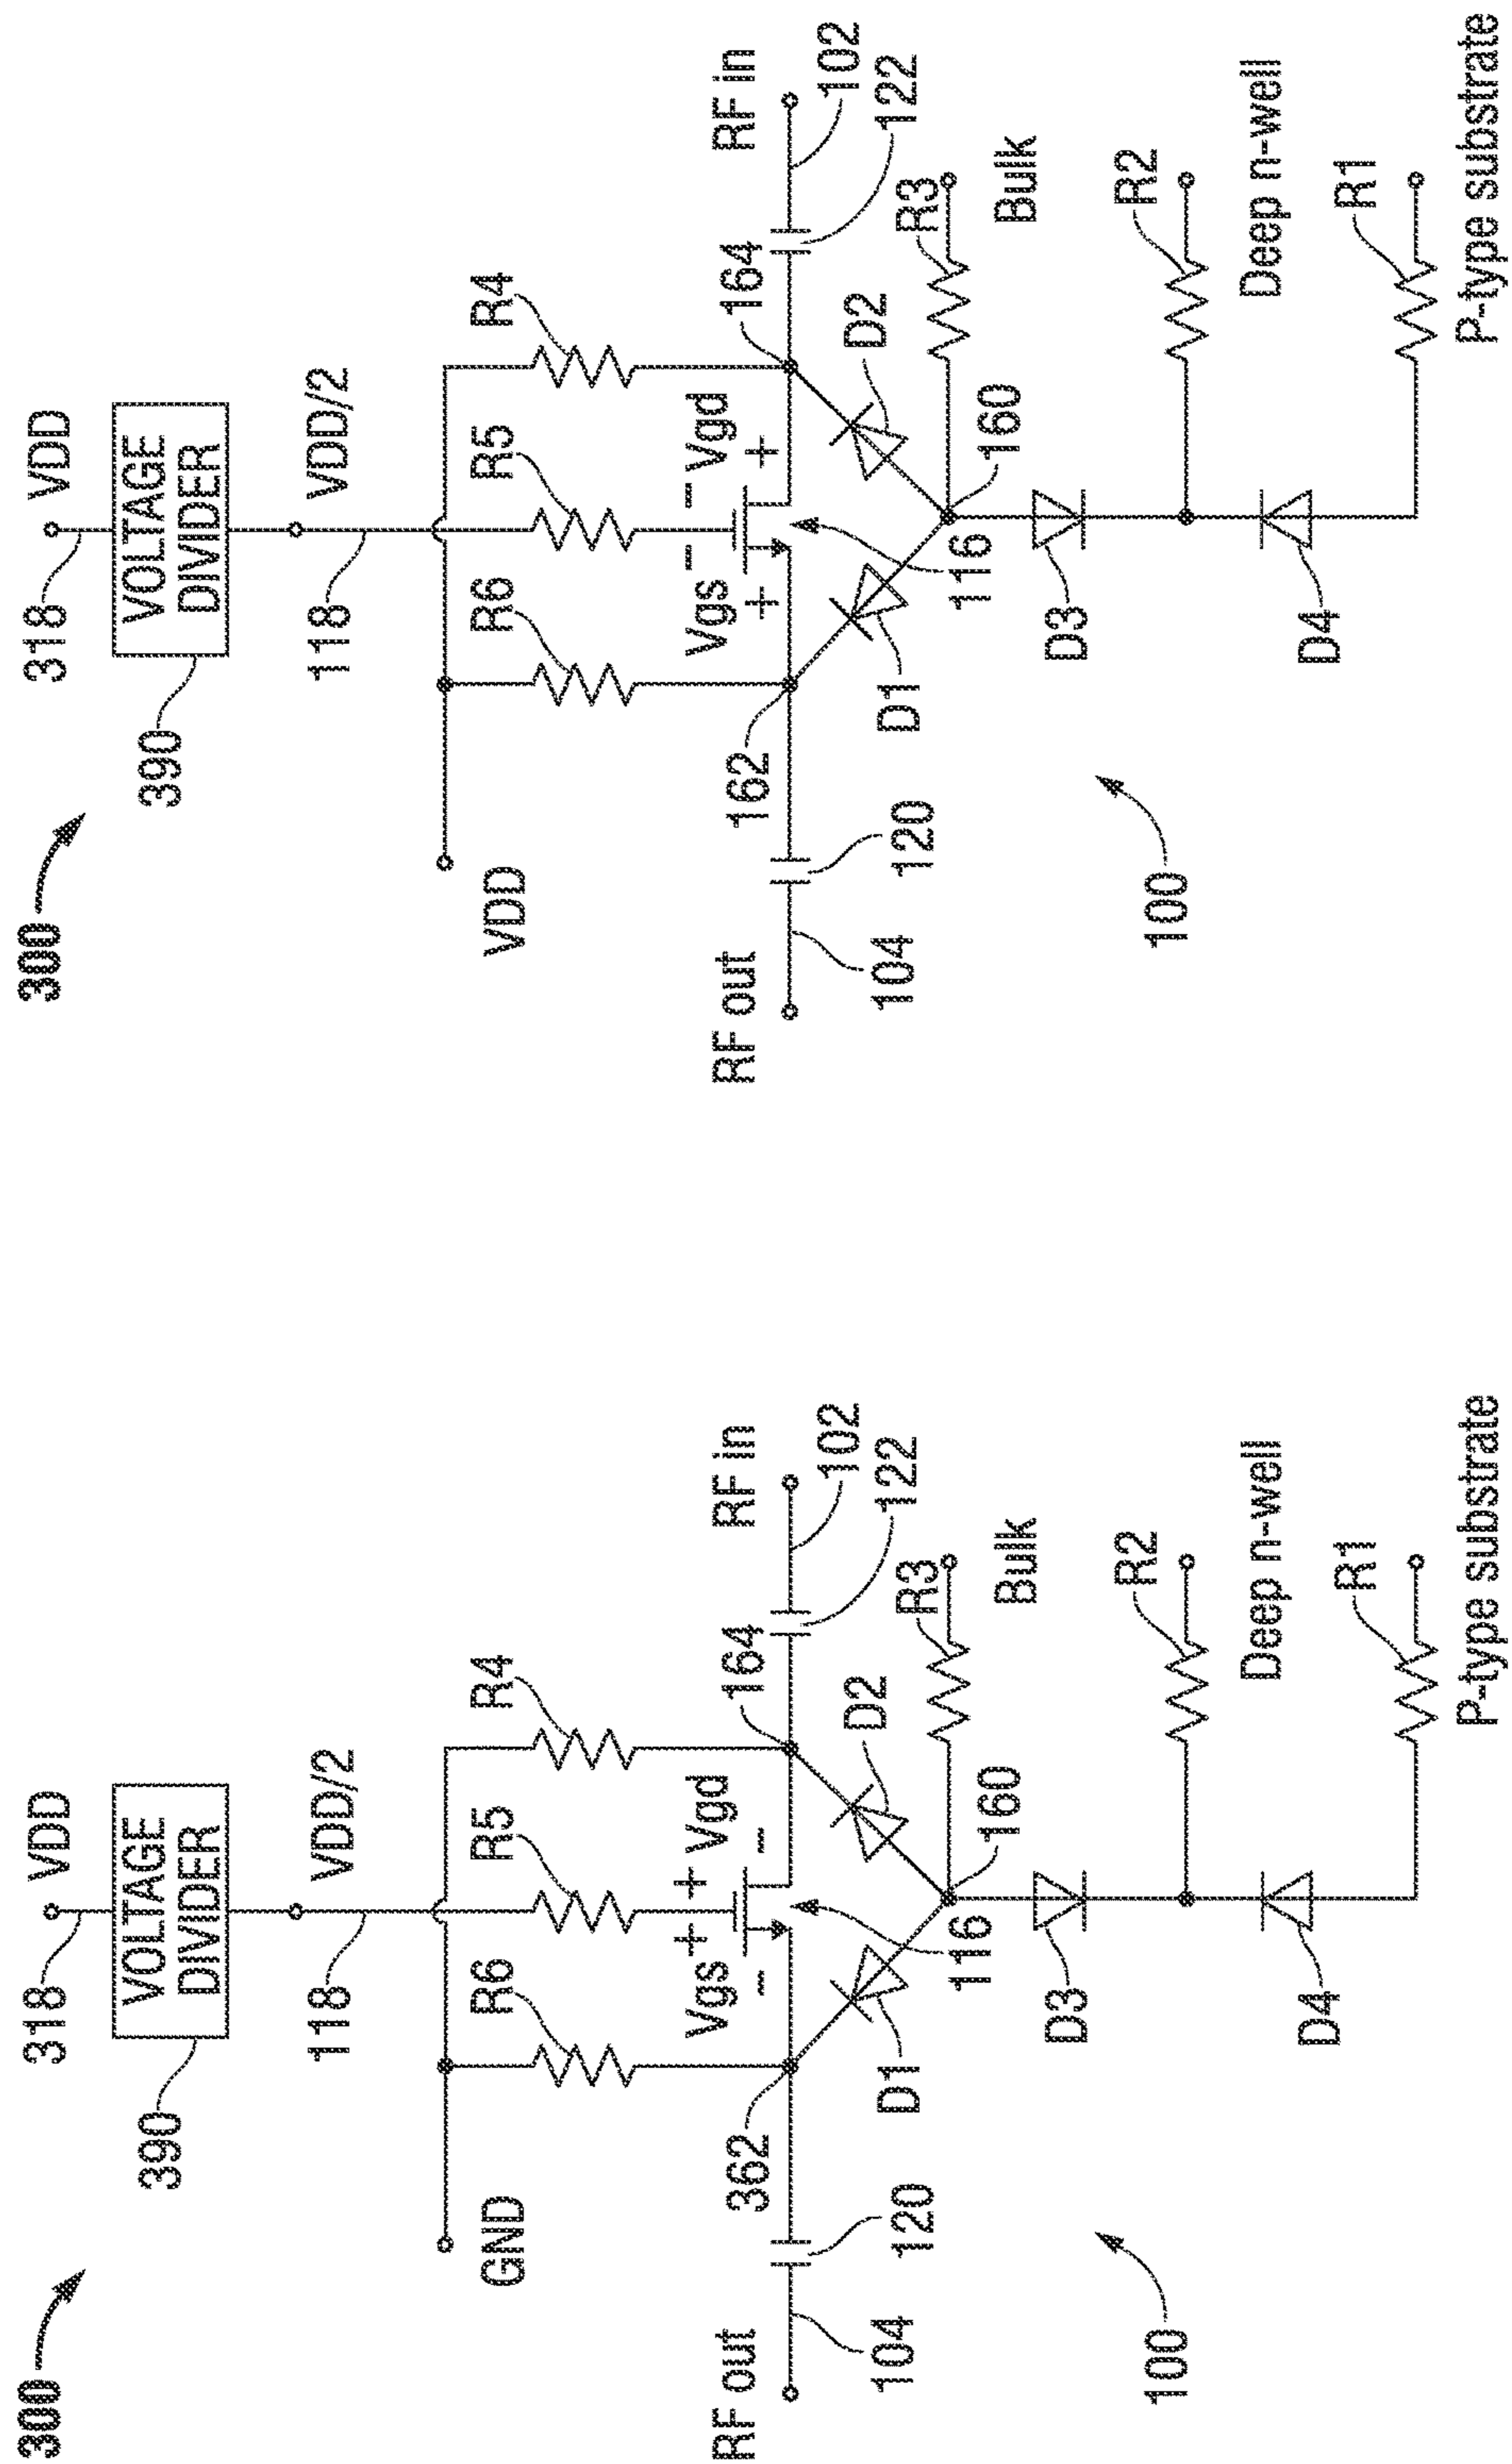 300
318
VDD
VOLTAGE
DIVIDER
390
118
VDD/2
GND
R6
R5
R4
Vgs + + Vgd
- -
RF out
RF in
362
164
104
102
120
122
D1
D2
116
160
R3
Bulk
D3
100
R2
Deep n-well
D4
R1
P-type substrate
300
318
VDD
VOLTAGE
DIVIDER
390
118
VDD/2
VDD
R6
R5
R4
Vgs - - Vgd
+ +
RF out
RF in
162
164
104
102
120
122
D1
D2
116
160
R3
Bulk
D3
100
R2
Deep n-well
D4
R1
P-type substrate